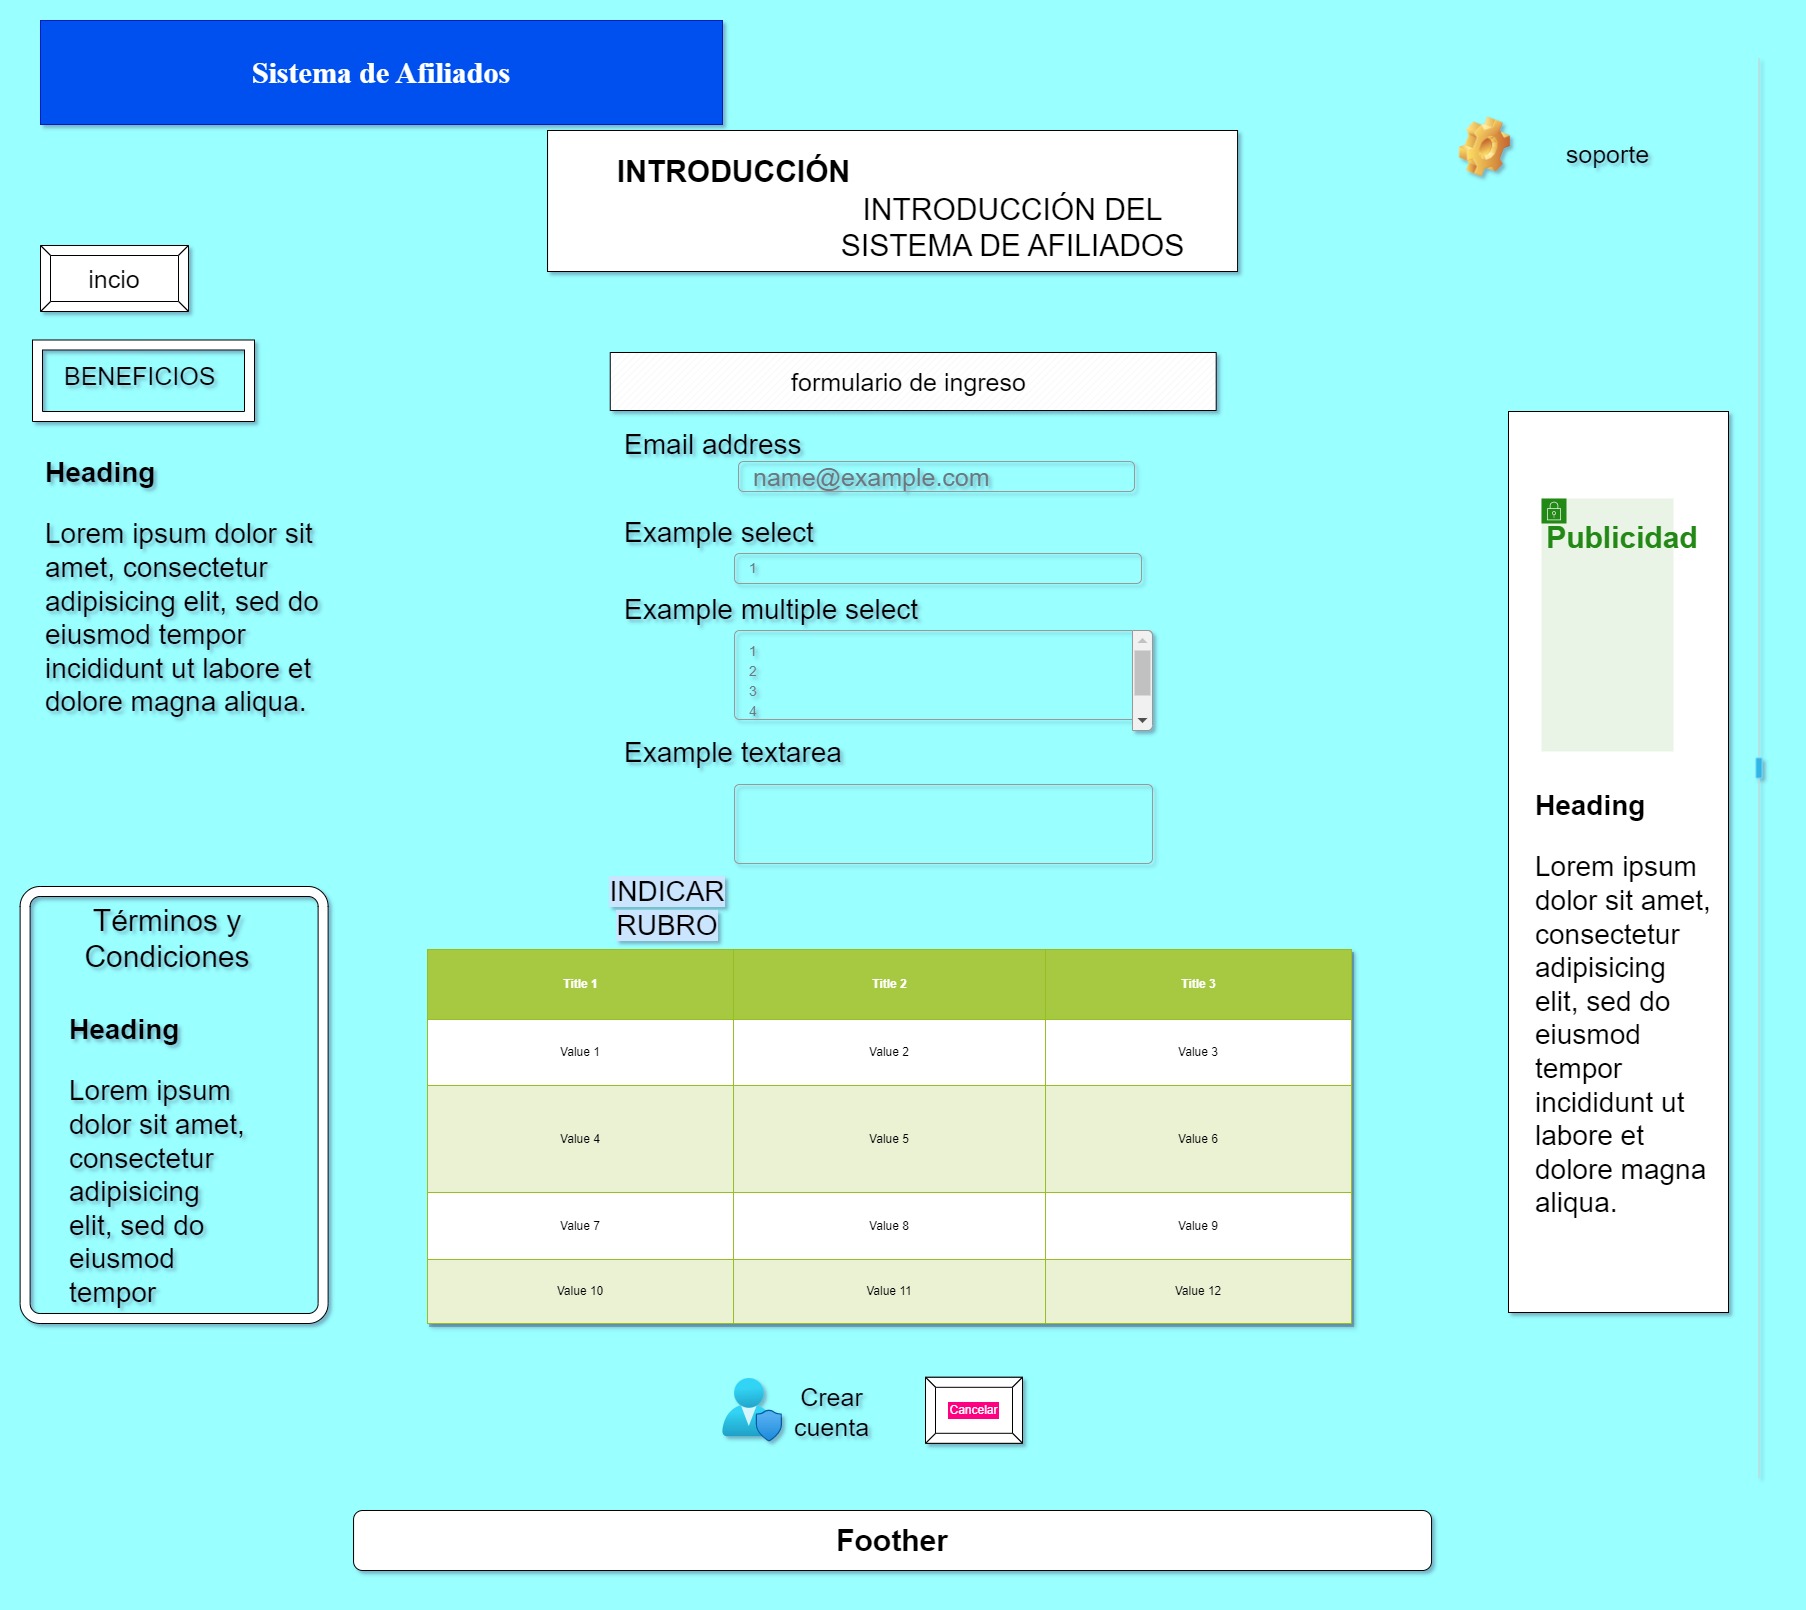 Sistema de Afiliados
INTRODUCCIÓN
INTRODUCCIÓN DEL
SISTEMA DE AFILIADOS
soporte
incio
BENEFICIOS
Heading
Lorem ipsum dolor sit
amet, consectetur
adipisicing elit, sed do
eiusmod tempor
incididunt ut labore et
dolore magna aliqua.
Términos y
Condiciones
Heading
Lorem ipsum
dolor sit amet,
consectetur
adipisicing
elit, sed do
eiusmod
tempor
formulario de ingreso
Email address
name@example.com
Example select
1
Example multiple select
1
2
3
4
Example textarea
INDICAR
RUBRO
Title 1 Title 2 Title 3
Value 1 Value 2 Value 3
Value 4 Value 5 Value 6
Value 7 Value 8 Value 9
Value 10 Value 11 Value 12
Crear
cuenta
Cancelar
Publicidad
Heading
Lorem ipsum
dolor sit amet,
consectetur
adipisicing
elit, sed do
eiusmod
tempor
incididunt ut
labore et
dolore magna
aliqua.
Foother